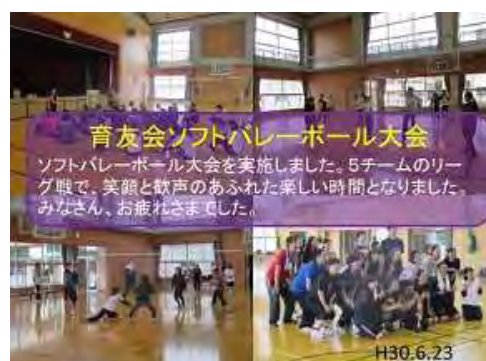 育友会ソフトバレーボール大会
ソフトバレーボール大会を実施しました。5チームのリー
グ戦で、笑顔と歓声のあふれた楽しい時間となりました。
みなさん、お疲れさまでした。
H30.6.23